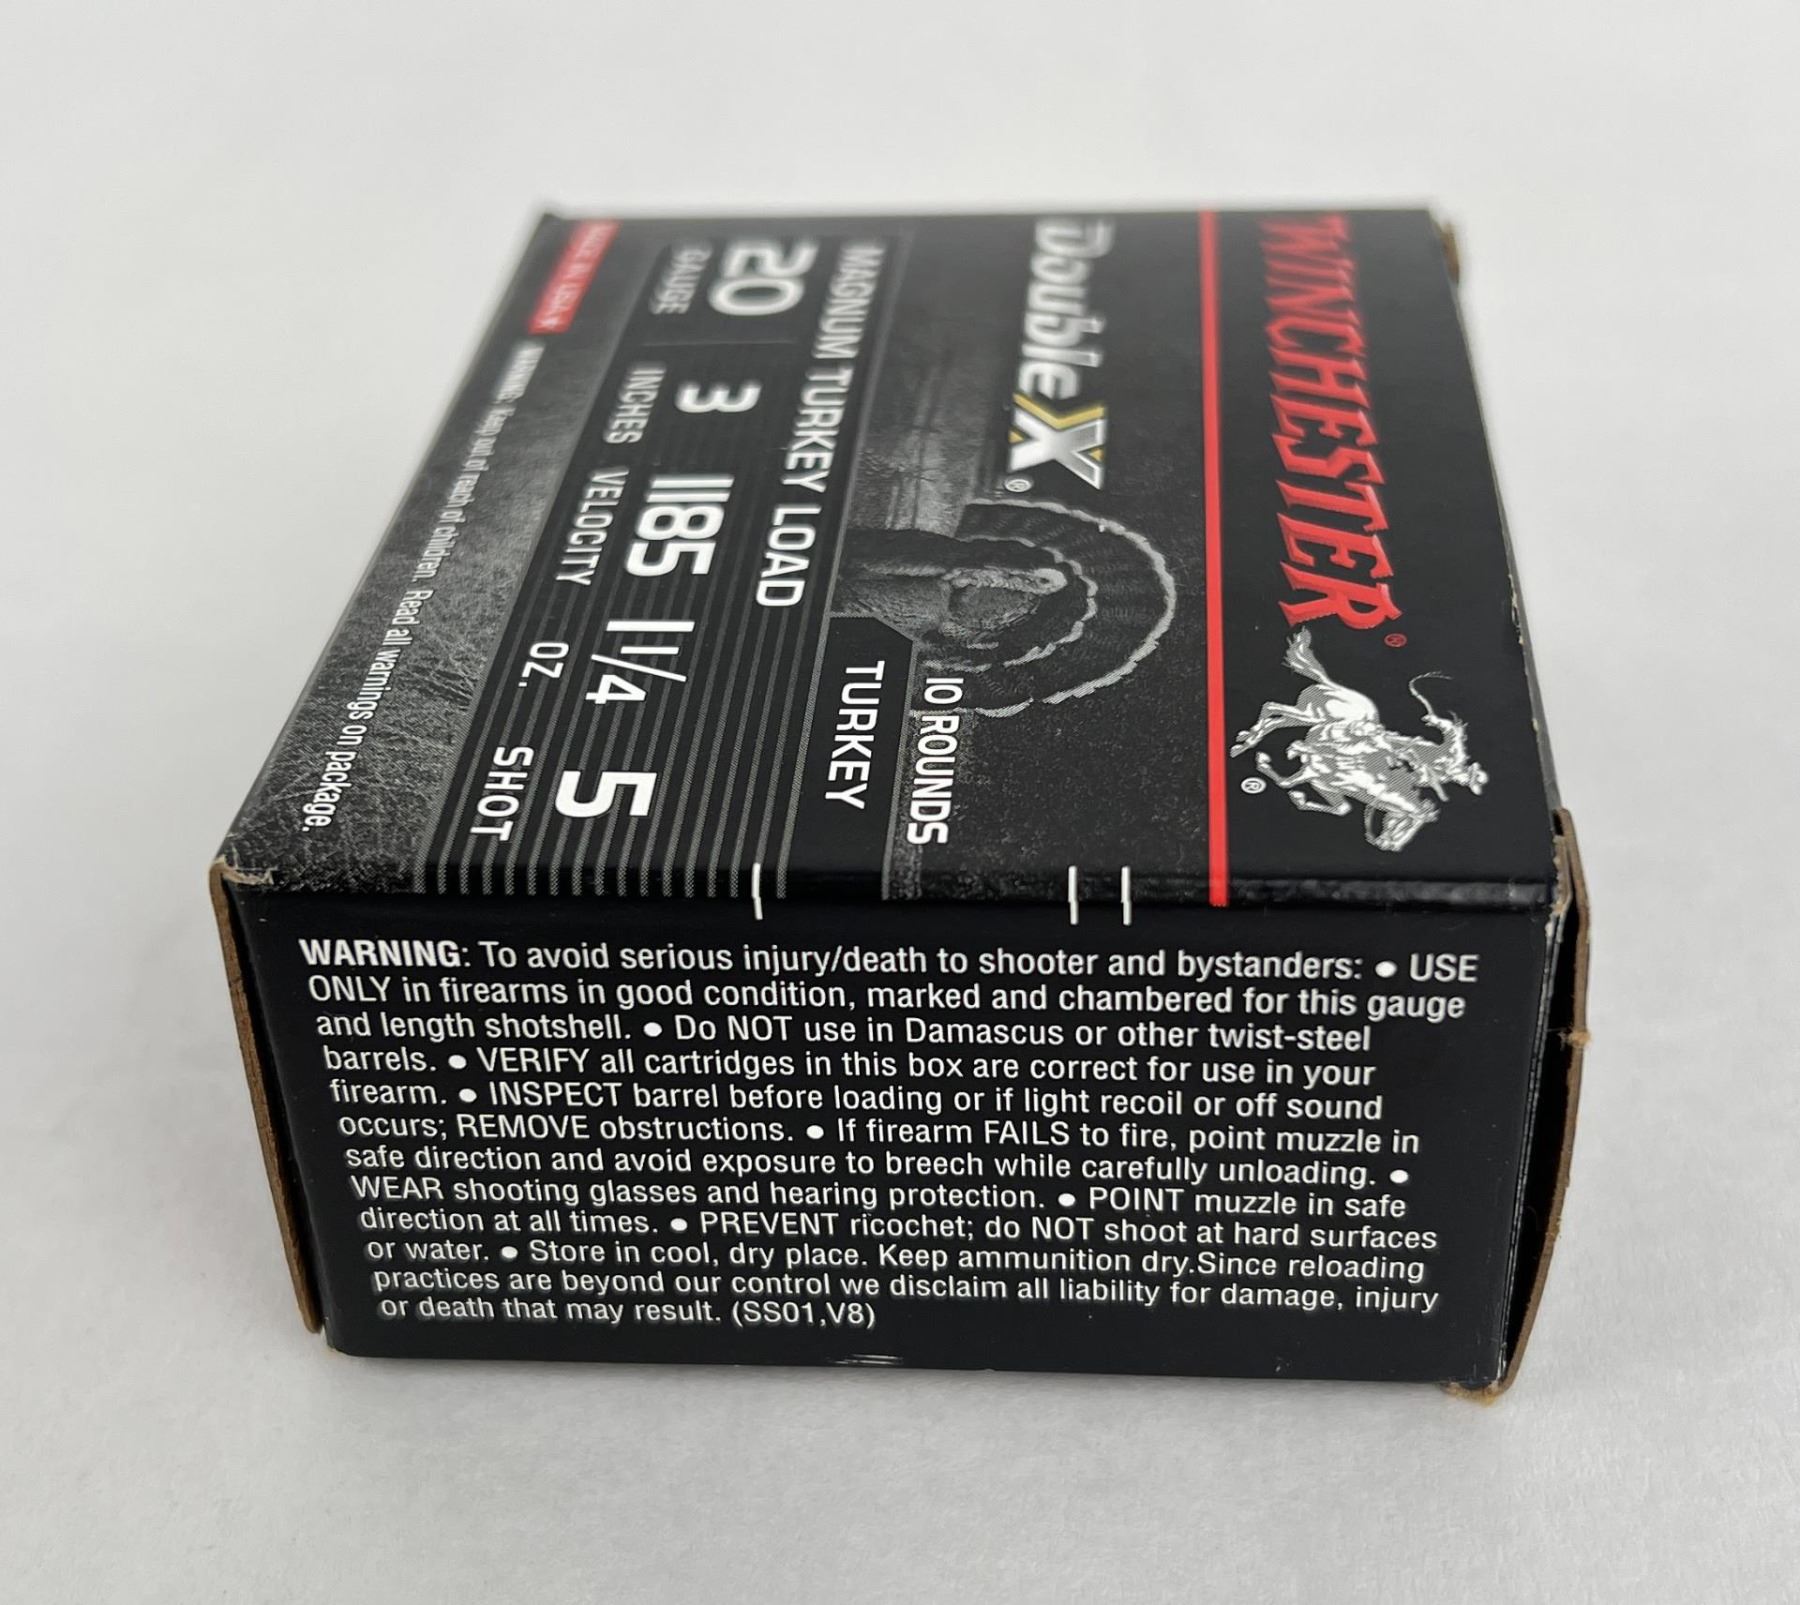 WINCHESTER®
®
Double X®
10 ROUNDS
TURKEY
MAGNUM TURKEY LOAD
20 3 1185 1 1/4 5
GAUGE INCHES VELOCITY OZ. SHOT
MADE IN USA
WARNING: Keep out of reach of children. Read all warnings on package.
WARNING: To avoid serious injury/death to shooter and bystanders: • USE
ONLY in firearms in good condition, marked and chambered for this gauge
and length shotshell. • Do NOT use in Damascus or other twist-steel
barrels. • VERIFY all cartridges in this box are correct for use in your
firearm. • INSPECT barrel before loading or if light recoil or off sound
occurs; REMOVE obstructions. • If firearm FAILS to fire, point muzzle in
safe direction and avoid exposure to breech while carefully unloading. •
WEAR shooting glasses and hearing protection. • POINT muzzle in safe
direction at all times. • PREVENT ricochet; do NOT shoot at hard surfaces
or water. • Store in cool, dry place. Keep ammunition dry.Since reloading
practices are beyond our control we disclaim all liability for damage, injury
or death that may result. (SS01,V8)